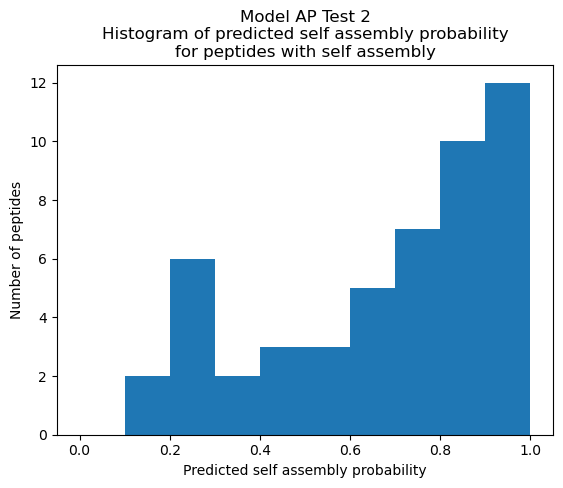 Model AP Test 2
Histogram of predicted self assembly probability
for peptides with self assembly
12
10
8
6
4
2
0
Number of peptides
0.0 0.2 0.4 0.6 0.8 1.0
Predicted self assembly probability